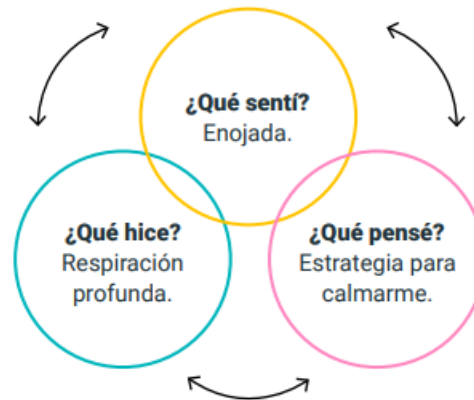 ¿Qué sentí?
Enojada.
¿Qué hice?
Respiración
profunda.
¿Qué pensé?
Estrategia para
calmarme.